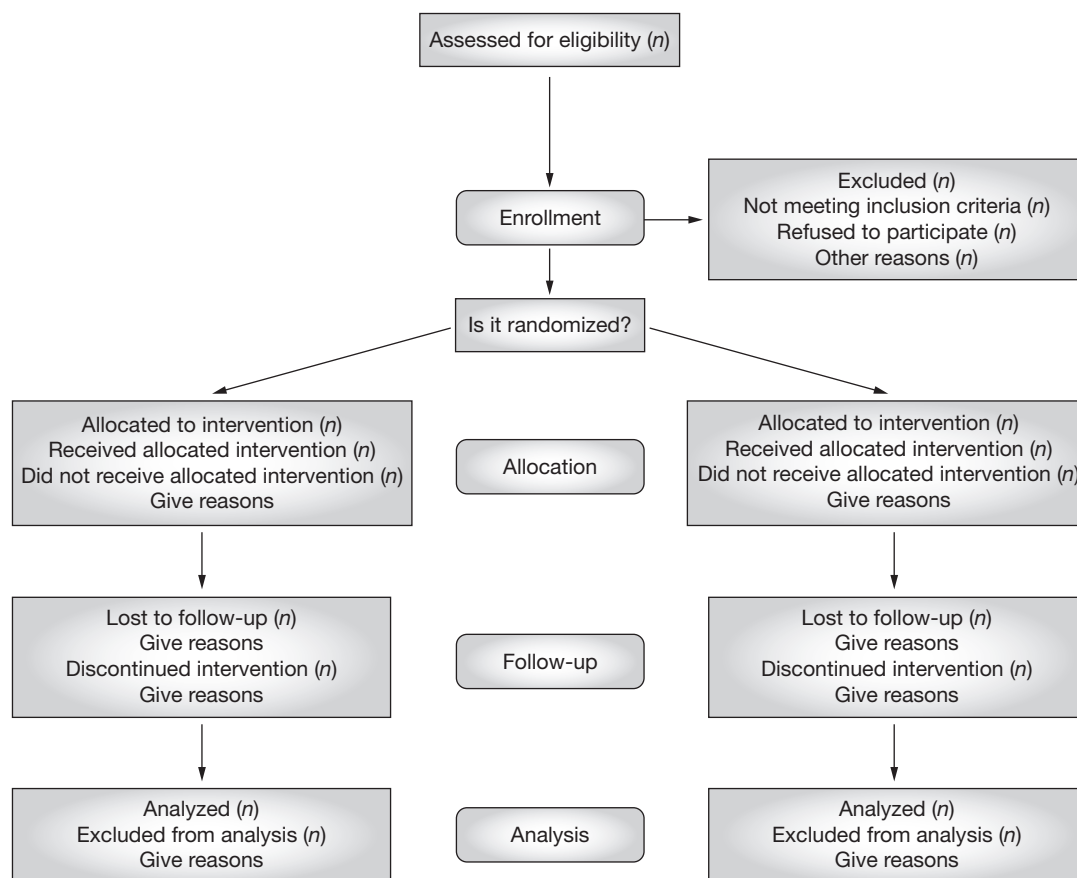 Assessed for eligibility (n)
Enrollment
Excluded (n)
Not meeting inclusion criteria (n)
Refused to participate (n)
Other reasons (n)
Is it randomized?
Allocated to intervention (n)
Received allocated intervention (n)
Did not receive allocated intervention (n)
Give reasons
Allocation
Allocated to intervention (n)
Received allocated intervention (n)
Did not receive allocated intervention (n)
Give reasons
Lost to follow-up (n)
Give reasons
Discontinued intervention (n)
Give reasons
Follow-up
Lost to follow-up (n)
Give reasons
Discontinued intervention (n)
Give reasons
Analyzed (n)
Excluded from analysis (n)
Give reasons
Analysis
Analyzed (n)
Excluded from analysis (n)
Give reasons